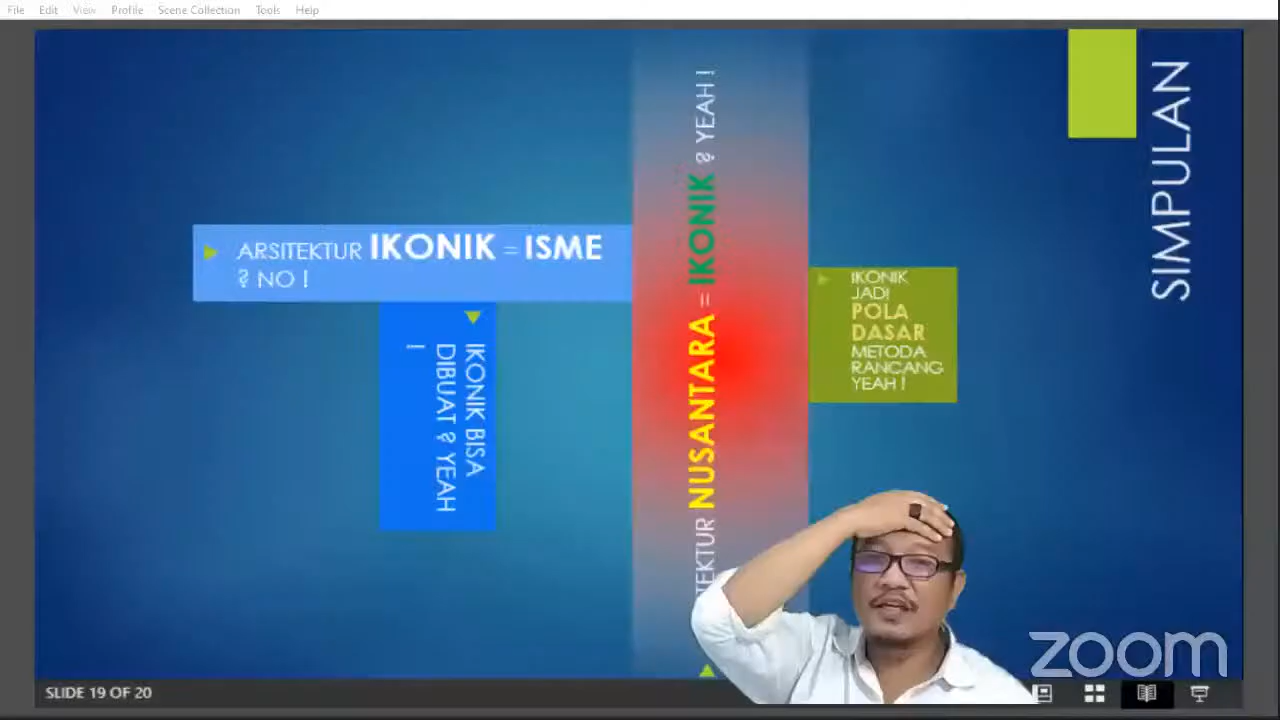 File Edit View Profile Scene Collection Tools Help
SIMPULAN
ARSITEKTUR IKONIK = ISME
? NO !
IKONIK BISA
DIBUAT ? YEAH
!
TEKTUR NUSANTARA = IKONIK ? YEAH !
IKONIK
JADI
POLA
DASAR
METODA
RANCANG
YEAH !
zoom
SLIDE 19 OF 20